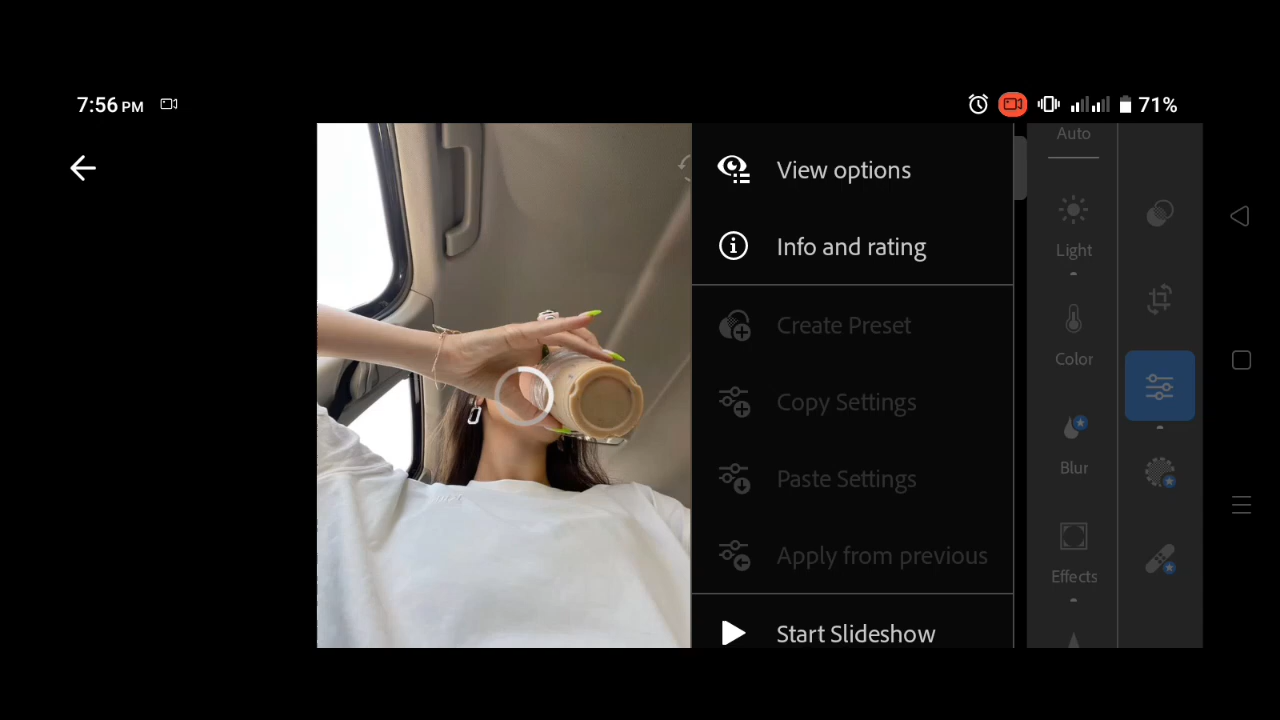 7:56 PM
71%
View options
Info and rating
Create Preset
Copy Settings
Paste Settings
Apply from previous
Start Slideshow
Auto
Light
Color
Blur
Effects